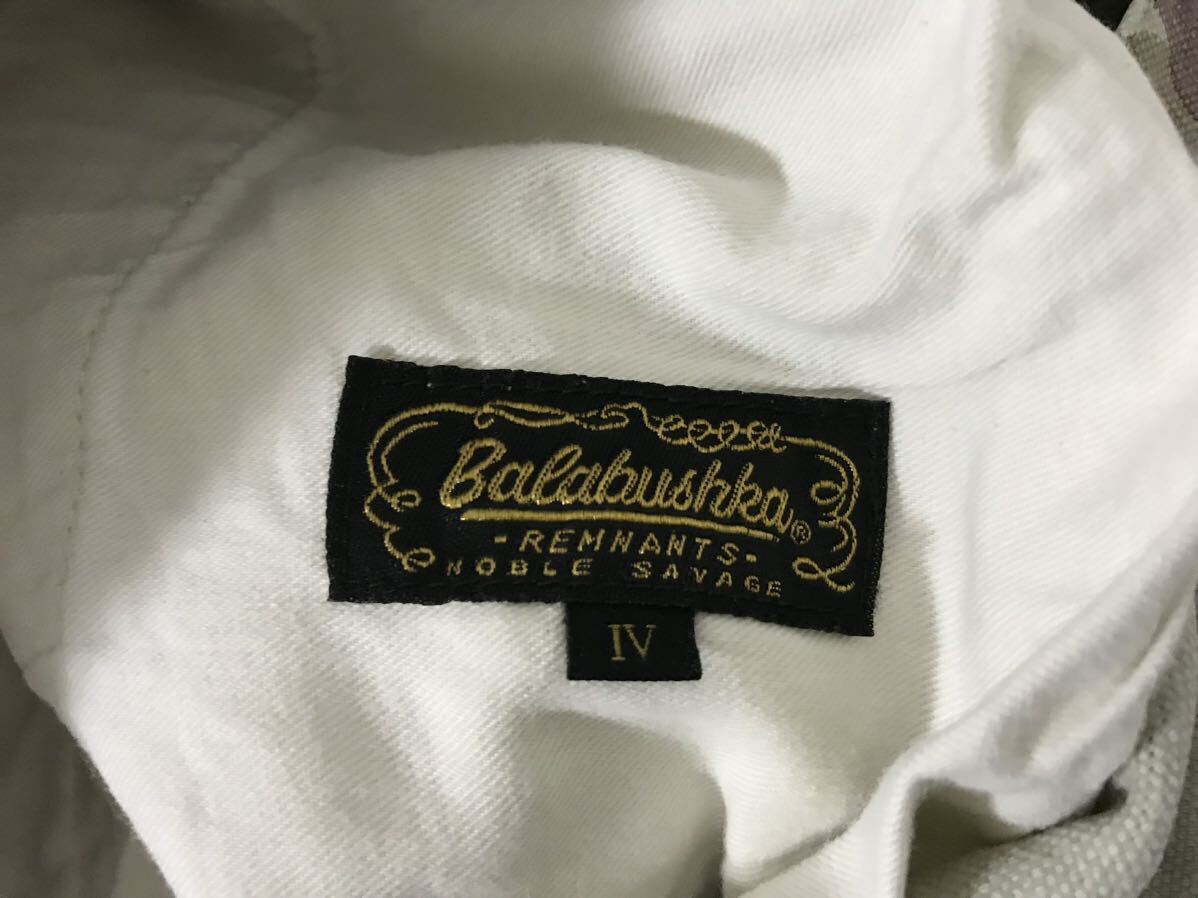 Balabushka®
-REMNANTS-
NOBLE SAVAGE
IV